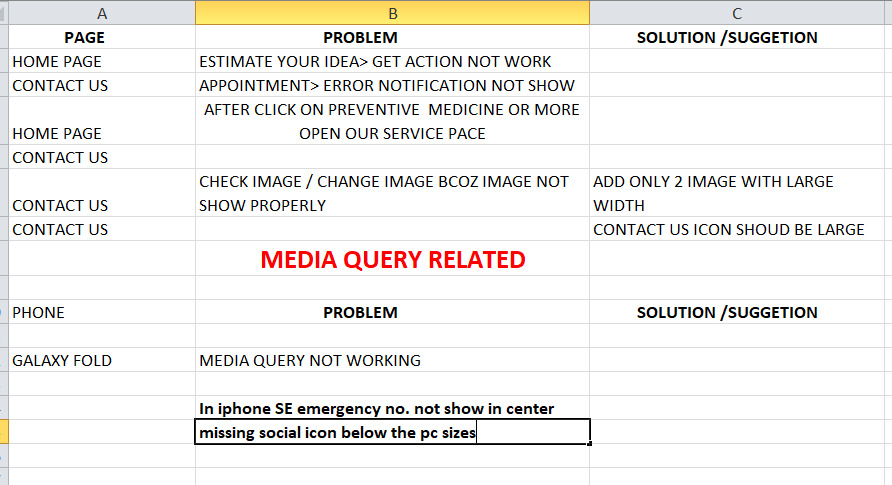 A B C
PAGE PROBLEM SOLUTION /SUGGETION
HOME PAGE ESTIMATE YOUR IDEA> GET ACTION NOT WORK
CONTACT US APPOINTMENT> ERROR NOTIFICATION NOT SHOW
AFTER CLICK ON PREVENTIVE MEDICINE OR MORE
HOME PAGE OPEN OUR SERVICE PACE
CONTACT US
CHECK IMAGE / CHANGE IMAGE BCOZ IMAGE NOT ADD ONLY 2 IMAGE WITH LARGE
CONTACT US SHOW PROPERLY WIDTH
CONTACT US CONTACT US ICON SHOUD BE LARGE
MEDIA QUERY RELATED
PHONE PROBLEM SOLUTION /SUGGETION
GALAXY FOLD MEDIA QUERY NOT WORKING
In iphone SE emergency no. not show in center
missing social icon below the pc sizes